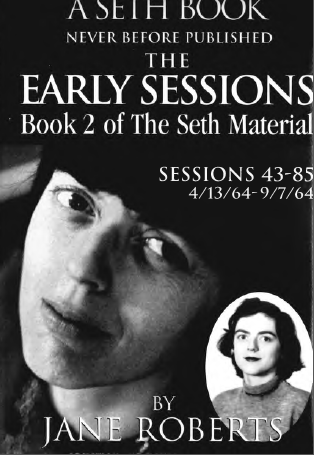 A SETH BOOK
NEVER BEFORE PUBLISHED
THE
EARLY SESSIONS
Book 2 of The Seth Material
SESSIONS 43-85
4/13/64-9/7/64
BY
JANE ROBERTS